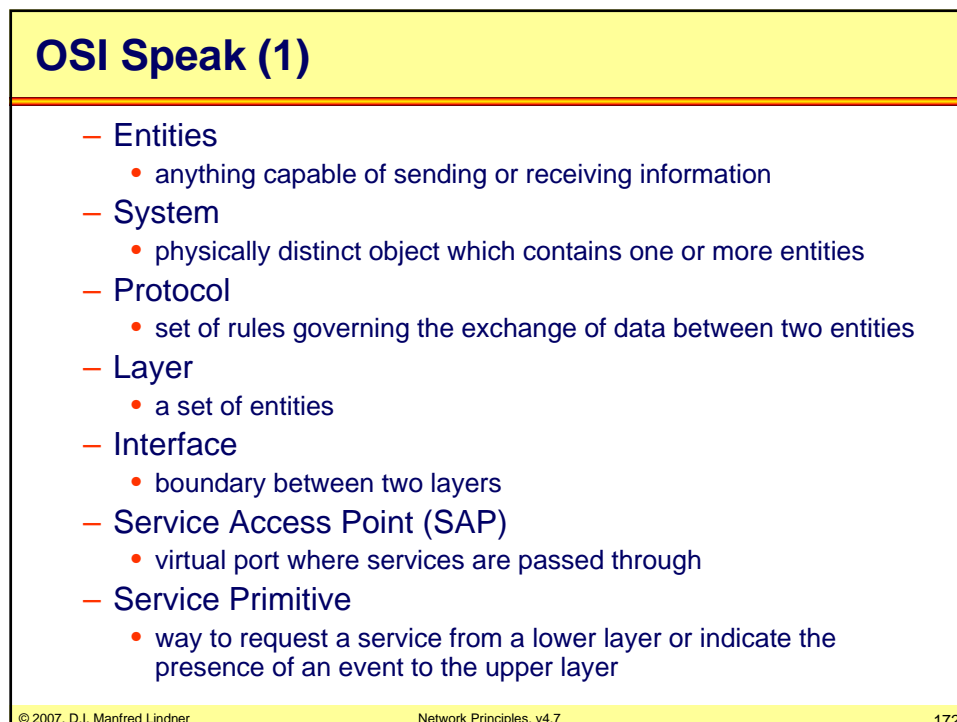 OSI Speak (1)
– Entities
• anything capable of sending or receiving information
– System
• physically distinct object which contains one or more entities
– Protocol
• set of rules governing the exchange of data between two entities
– Layer
• a set of entities
– Interface
• boundary between two layers
– Service Access Point (SAP)
• virtual port where services are passed through
– Service Primitive
• way to request a service from a lower layer or indicate the
presence of an event to the upper layer
© 2007, D.I. Manfred Lindner Network Principles, v4.7 172